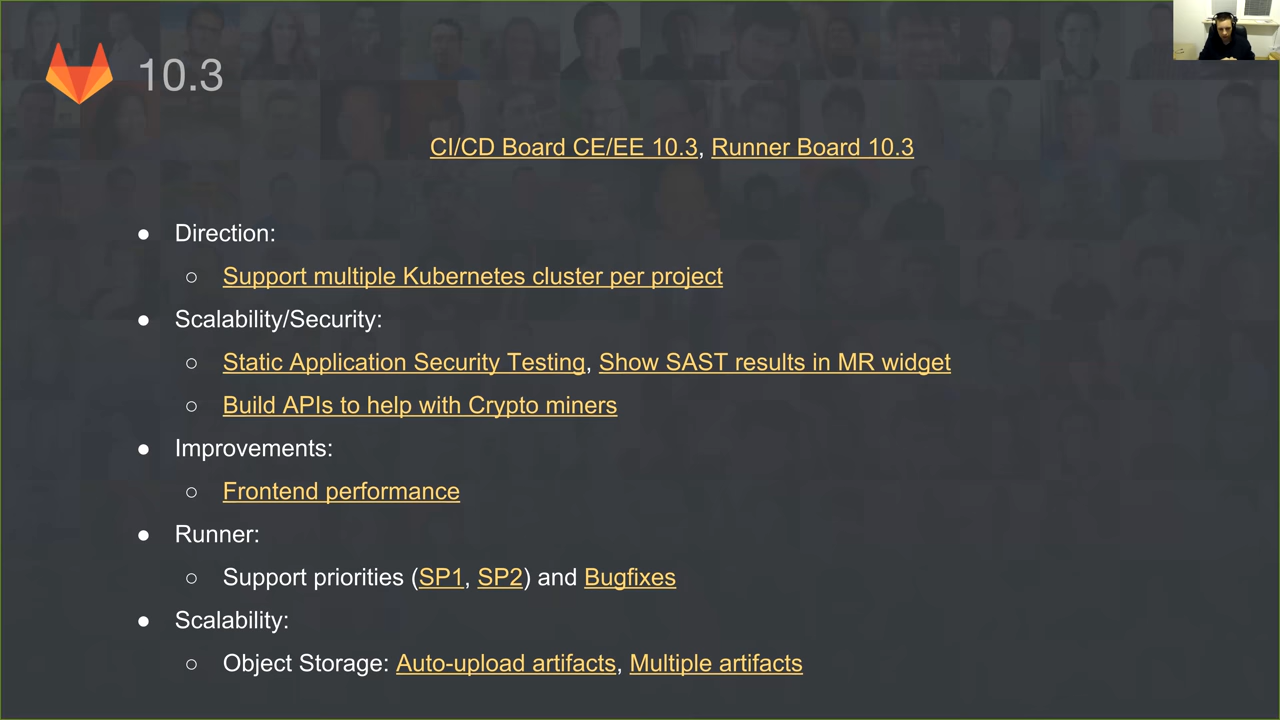 10.3
CI/CD Board CE/EE 10.3, Runner Board 10.3
● Direction:
○ Support multiple Kubernetes cluster per project
● Scalability/Security:
○ Static Application Security Testing, Show SAST results in MR widget
○ Build APIs to help with Crypto miners
● Improvements:
○ Frontend performance
● Runner:
○ Support priorities (SP1, SP2) and Bugfixes
● Scalability:
○ Object Storage: Auto-upload artifacts, Multiple artifacts